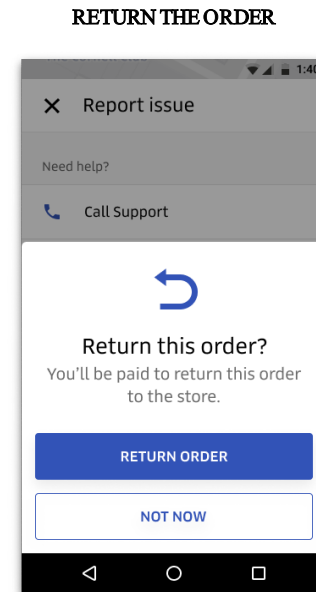 RETURN THE ORDER
1:40
Report issue
Need help?
Call Support
Return this order?
You'll be paid to return this order
to the store.
RETURN ORDER
NOT NOW